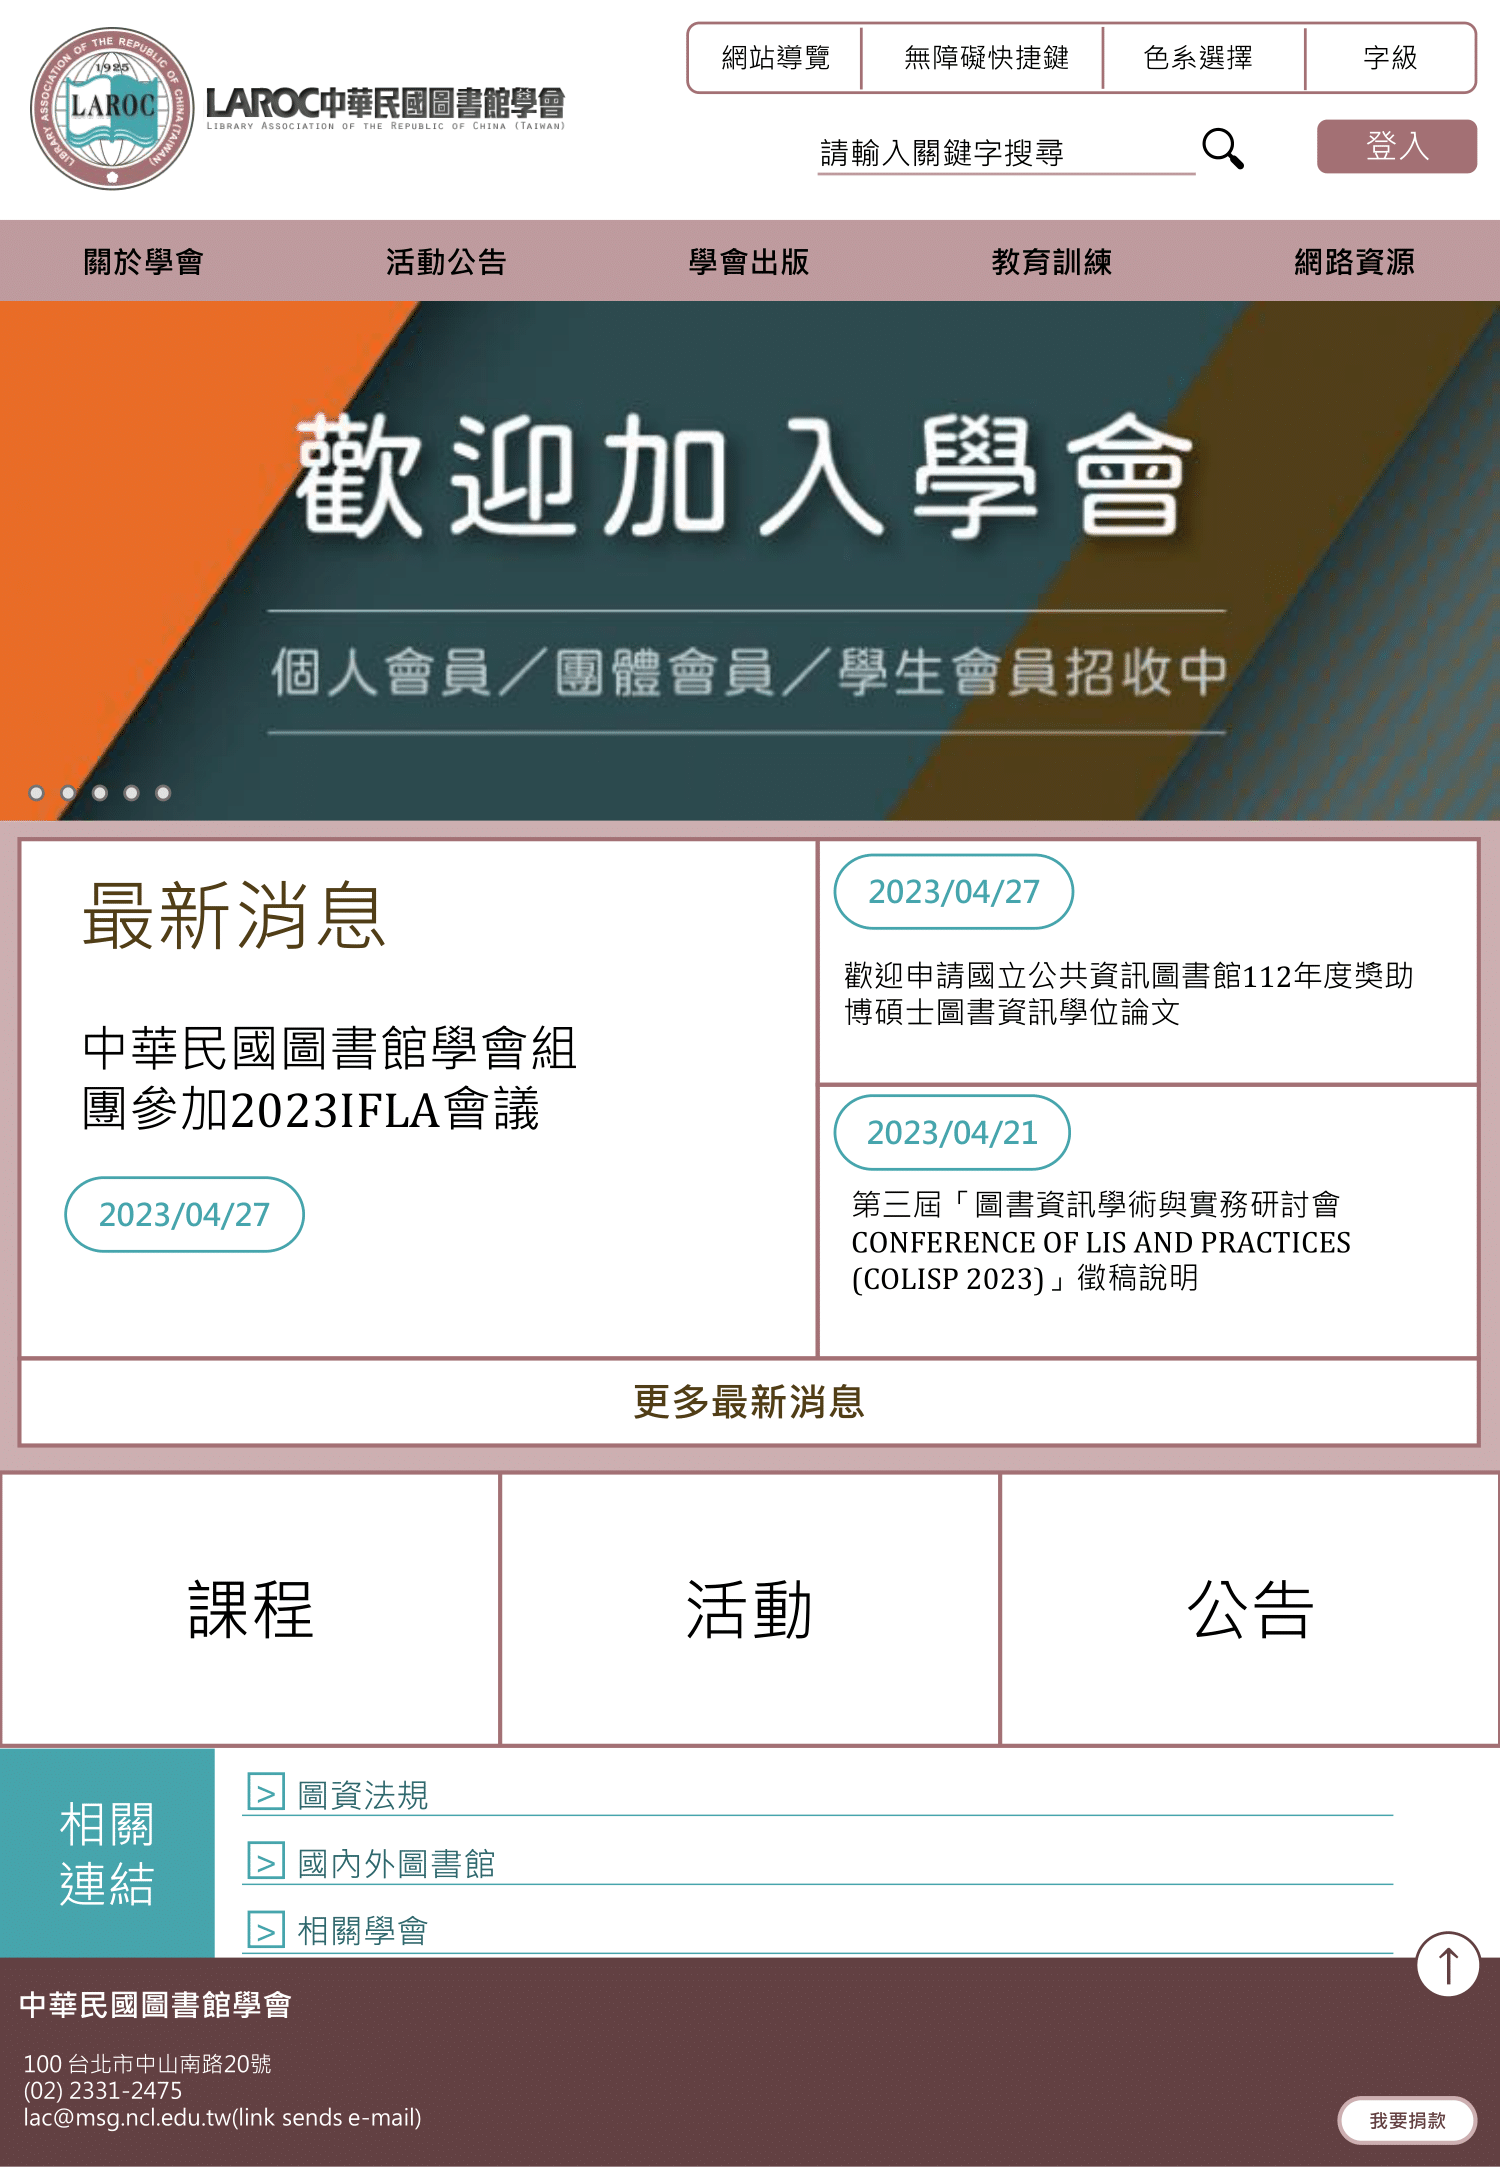 LIBRARY ASSOCIATION OF THE REPUBLIC OF CHINA (TAIWAN)
1925
LAROC
LAROC中華民國圖書館學會
LIBRARY ASSOCIATION OF THE REPUBLIC OF CHINA (TAIWAN)
網站導覽 無障礙快捷鍵 色系選擇 字級
請輸入關鍵字搜尋
登入
關於學會 活動公告 學會出版 教育訓練 網路資源
歡迎加入學會
個人會員／團體會員／學生會員招收中
最新消息
中華民國圖書館學會組
團參加2023IFLA會議
2023/04/27
2023/04/27
歡迎申請國立公共資訊圖書館112年度獎助
博碩士圖書資訊學位論文
2023/04/21
第三屆「圖書資訊學術與實務研討會
CONFERENCE OF LIS AND PRACTICES
(COLISP 2023)」徵稿說明
更多最新消息
課程 活動 公告
相關
連結
> 圖資法規
> 國內外圖書館
> 相關學會
↑
中華民國圖書館學會
100 台北市中山南路20號
(02) 2331-2475
lac@msg.ncl.edu.tw(link sends e-mail)
我要捐款